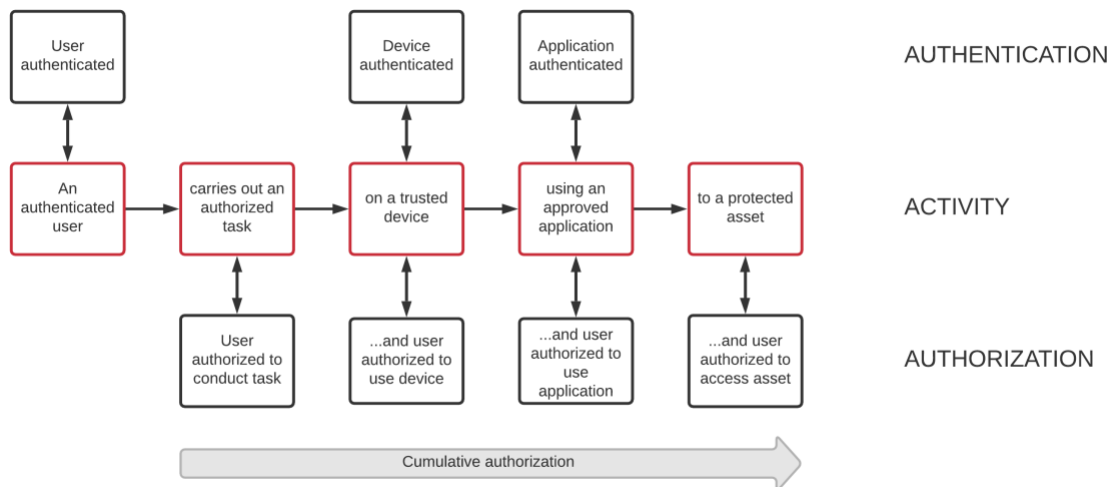 User
authenticated
Device
authenticated
Application
authenticated
AUTHENTICATION
An
authenticated
user
carries out an
authorized
task
on a trusted
device
using an
approved
application
to a protected
asset
ACTIVITY
User
authorized to
conduct task
...and user
authorized to
use device
...and user
authorized to
use
application
...and user
authorized to
access asset
AUTHORIZATION
Cumulative authorization